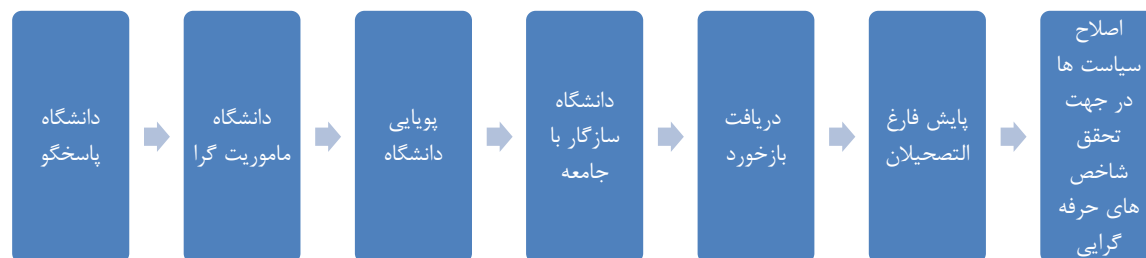 دانشگاه
پاسخگو
دانشگاه
ماموریت گرا
پویایی
دانشگاه
دانشگاه
سازگار با
جامعه
دریافت
بازخورد
پایش فارغ
التصحیلان
اصلاح
سیاست ها
در جهت
تحقق
شاخص
های حرفه
گرایی